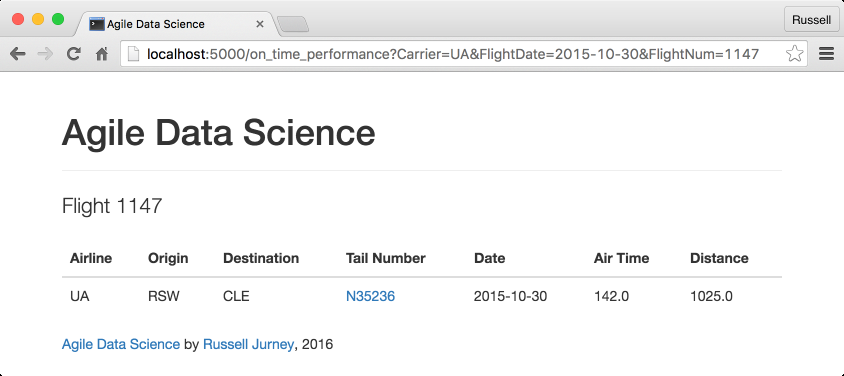 Agile Data Science
Russell
localhost:5000/on_time_performance?Carrier=UA&FlightDate=2015-10-30&FlightNum=1147
Agile Data Science
Flight 1147
Airline Origin Destination Tail Number Date Air Time Distance
UA RSW CLE N35236 2015-10-30 142.0 1025.0
Agile Data Science by Russell Jurney, 2016